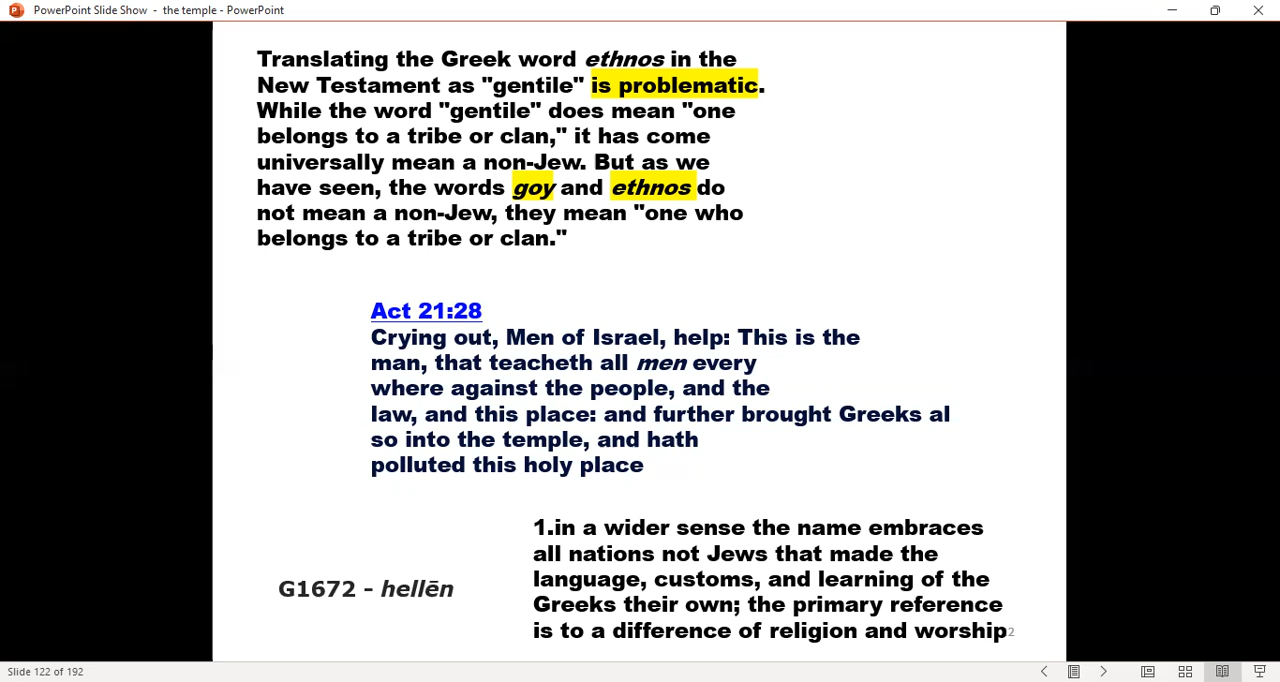 PowerPoint Slide Show - the temple - PowerPoint
Translating the Greek word ethnos in the
New Testament as "gentile" is problematic.
While the word "gentile" does mean "one
belongs to a tribe or clan," it has come
universally mean a non-Jew. But as we
have seen, the words goy and ethnos do
not mean a non-Jew, they mean "one who
belongs to a tribe or clan."
Act 21:28
Crying out, Men of Israel, help: This is the
man, that teacheth all men every
where against the people, and the
law, and this place: and further brought Greeks al
so into the temple, and hath
polluted this holy place
1.in a wider sense the name embraces
all nations not Jews that made the
language, customs, and learning of the
Greeks their own; the primary reference
is to a difference of religion and worship
G1672 - hellēn
Slide 122 of 192